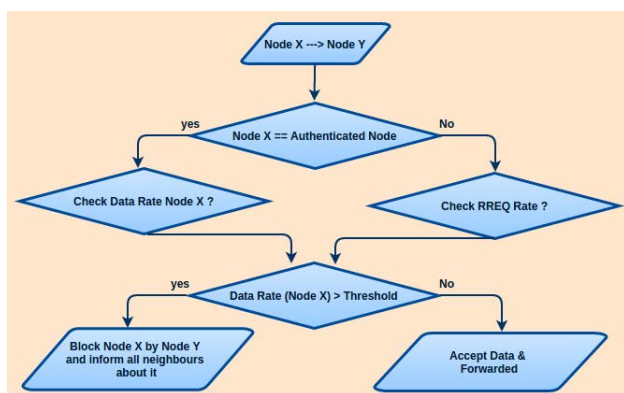 Node X ---> Node Y
yes
No
Node X == Authenticated Node
Check Data Rate Node X ?
Check RREQ Rate ?
yes
No
Data Rate (Node X) > Threshold
Block Node X by Node Y
and inform all neighbours
about it
Accept Data &
Forwarded